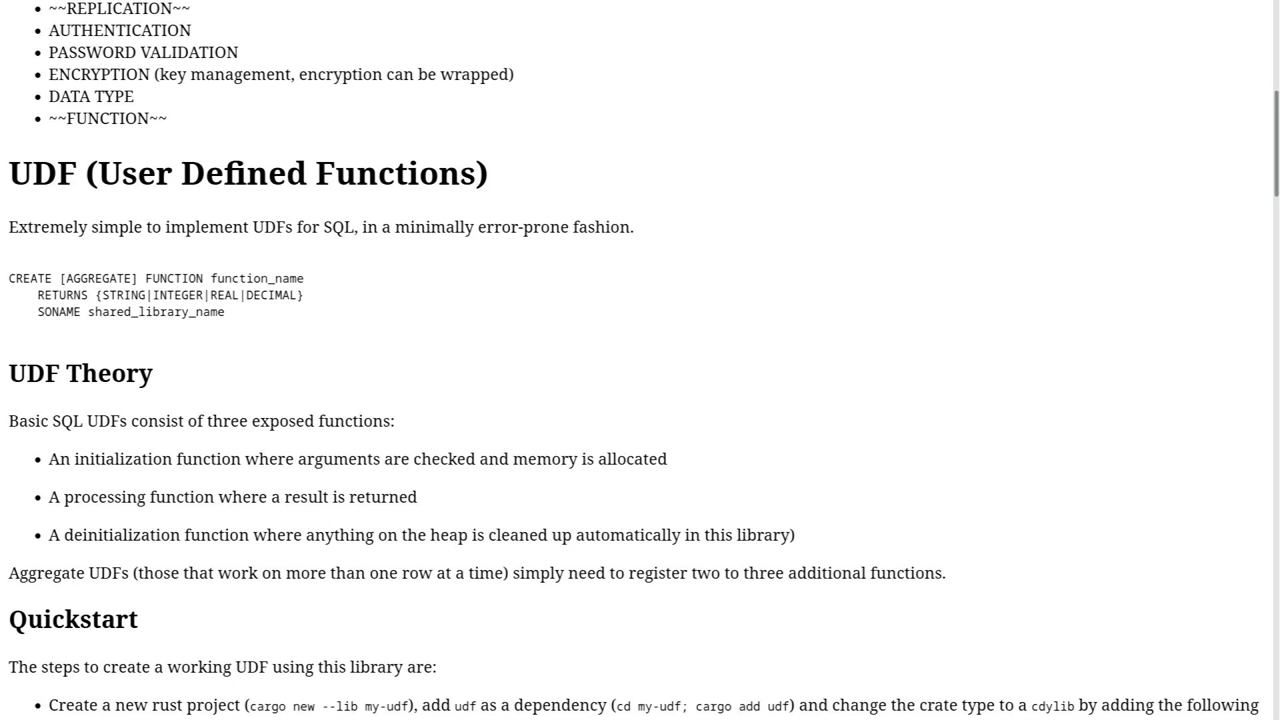 ~~REPLICATION~~
AUTHENTICATION
PASSWORD VALIDATION
ENCRYPTION (key management, encryption can be wrapped)
DATA TYPE
~~FUNCTION~~
UDF (User Defined Functions)
Extremely simple to implement UDFs for SQL, in a minimally error-prone fashion.
CREATE [AGGREGATE] FUNCTION function_name
    RETURNS {STRING|INTEGER|REAL|DECIMAL}
    SONAME shared_library_name
UDF Theory
Basic SQL UDFs consist of three exposed functions:
An initialization function where arguments are checked and memory is allocated
A processing function where a result is returned
A deinitialization function where anything on the heap is cleaned up automatically in this library)
Aggregate UDFs (those that work on more than one row at a time) simply need to register two to three additional functions.
Quickstart
The steps to create a working UDF using this library are:
Create a new rust project (cargo new --lib my-udf), add udf as a dependency (cd my-udf; cargo add udf) and change the crate type to a cdylib by adding the following